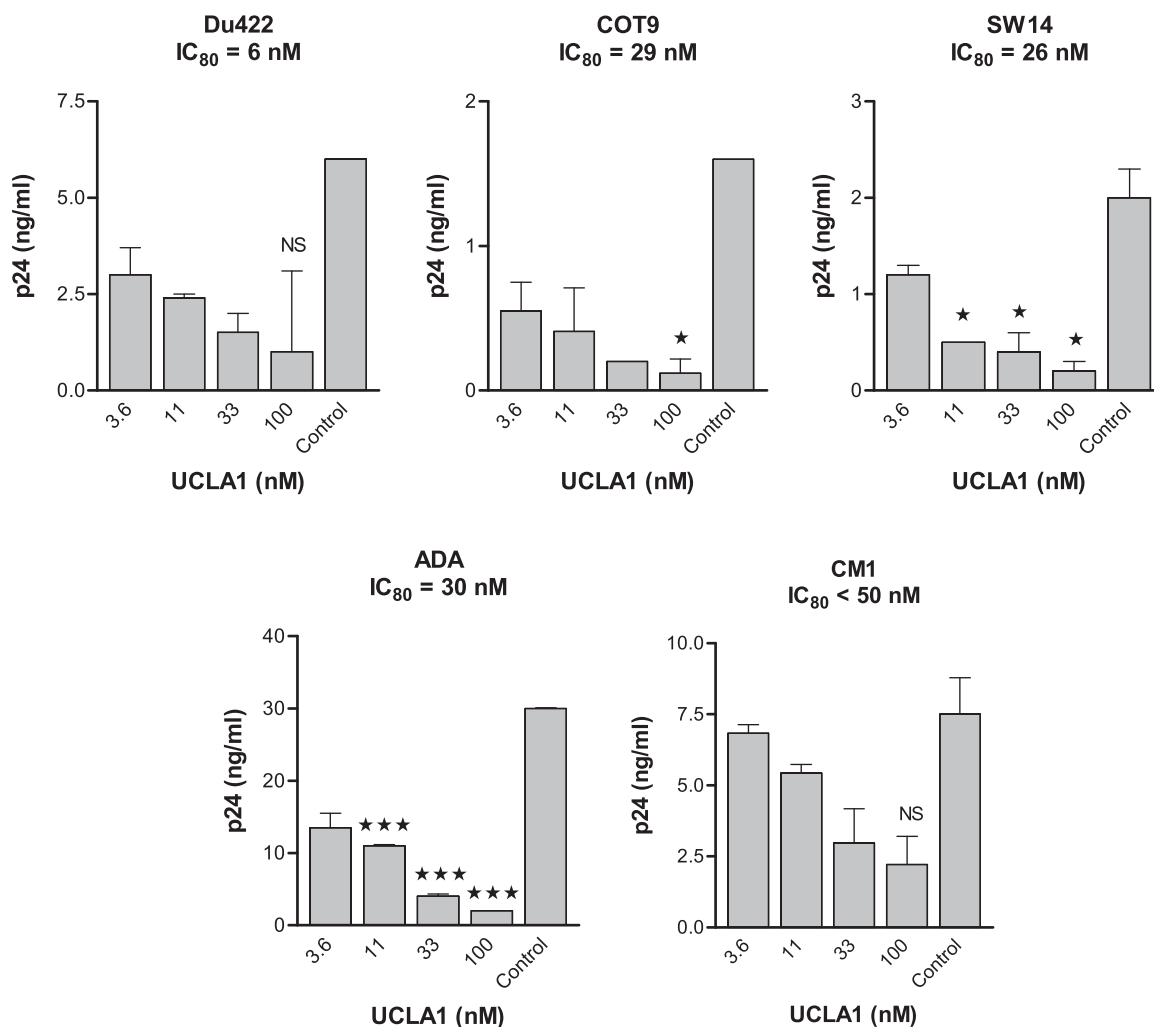 Du422
IC80 = 6 nM
p24 (ng/ml)
7.5
5.0
2.5
0.0
NS
3.6
11
33
100
Control
UCLA1 (nM)
COT9
IC80 = 29 nM
p24 (ng/ml)
2
1
0
★
3.6
11
33
100
Control
UCLA1 (nM)
SW14
IC80 = 26 nM
p24 (ng/ml)
3
2
1
0
★
★
★
3.6
11
33
100
Control
UCLA1 (nM)
ADA
IC80 = 30 nM
p24 (ng/ml)
40
30
20
10
0
★★★
★★★
★★★
3.6
11
33
100
Control
UCLA1 (nM)
CM1
IC80 < 50 nM
p24 (ng/ml)
10.0
7.5
5.0
2.5
0.0
NS
3.6
11
33
100
Control
UCLA1 (nM)